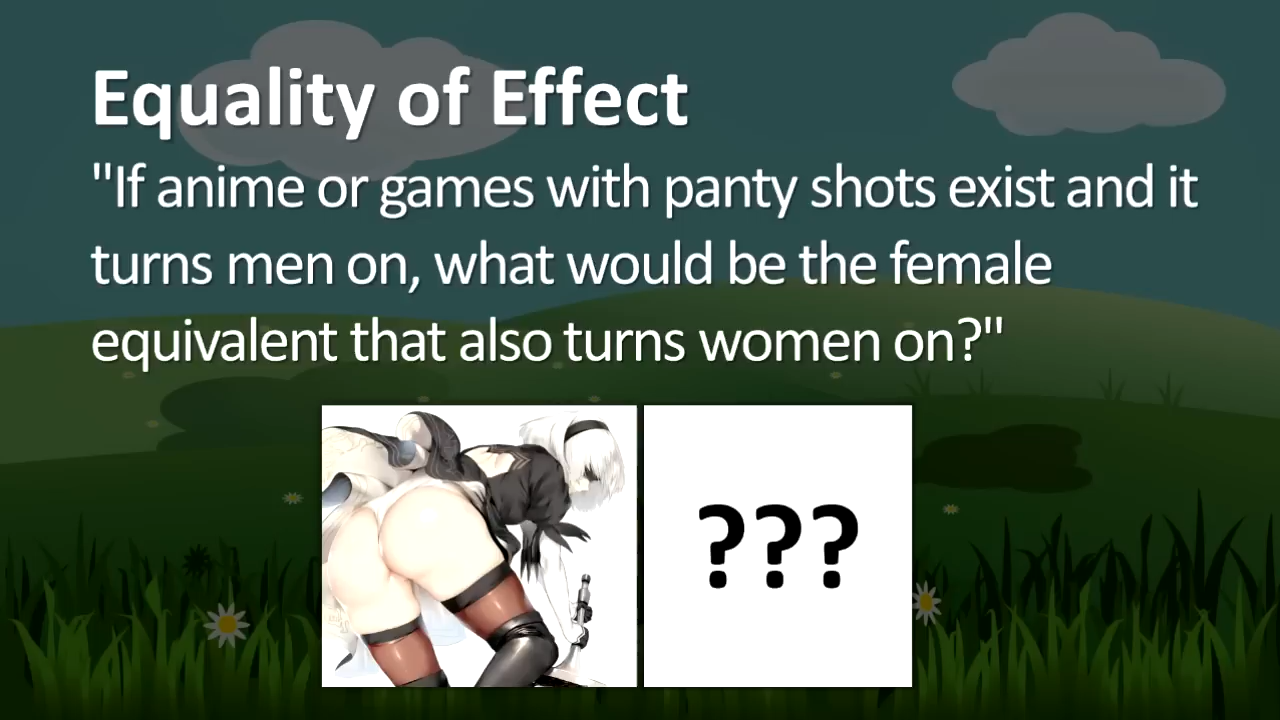 Equality of Effect
"If anime or games with panty shots exist and it
turns men on, what would be the female
equivalent that also turns women on?"
???